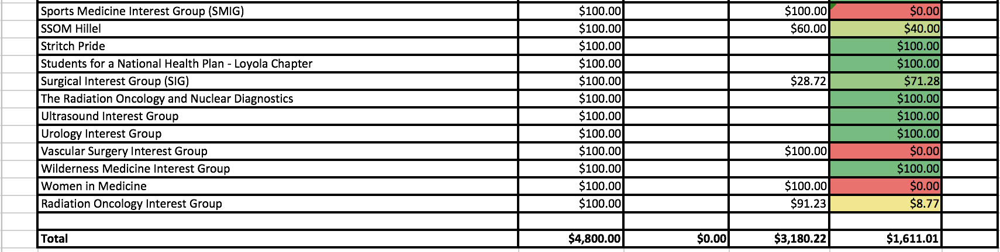 Sports Medicine Interest Group (SMIG) $100.00 $100.00 $0.00
SSOM Hillel $100.00 $60.00 $40.00
Stritch Pride $100.00 $100.00
Students for a National Health Plan - Loyola Chapter $100.00 $100.00
Surgical Interest Group (SIG) $100.00 $28.72 $71.28
The Radiation Oncology and Nuclear Diagnostics $100.00 $100.00
Ultrasound Interest Group $100.00 $100.00
Urology Interest Group $100.00 $100.00
Vascular Surgery Interest Group $100.00 $100.00 $0.00
Wilderness Medicine Interest Group $100.00 $100.00
Women in Medicine $100.00 $100.00 $0.00
Radiation Oncology Interest Group $100.00 $91.23 $8.77
Total $4,800.00 $0.00 $3,180.22 $1,611.01